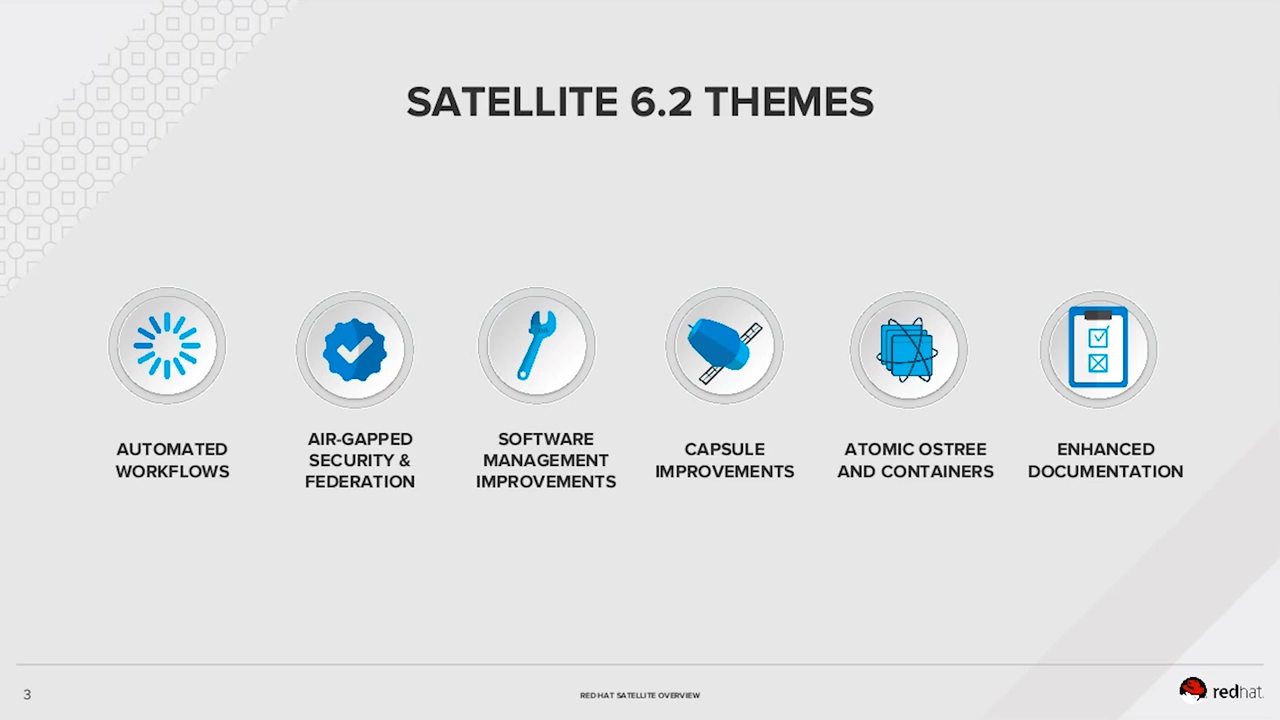 SATELLITE 6.2 THEMES
AUTOMATED
WORKFLOWS
AIR-GAPPED
SECURITY &
FEDERATION
SOFTWARE
MANAGEMENT
IMPROVEMENTS
CAPSULE
IMPROVEMENTS
ATOMIC OSTREE
AND CONTAINERS
ENHANCED
DOCUMENTATION
3
RED HAT SATELLITE OVERVIEW
redhat.